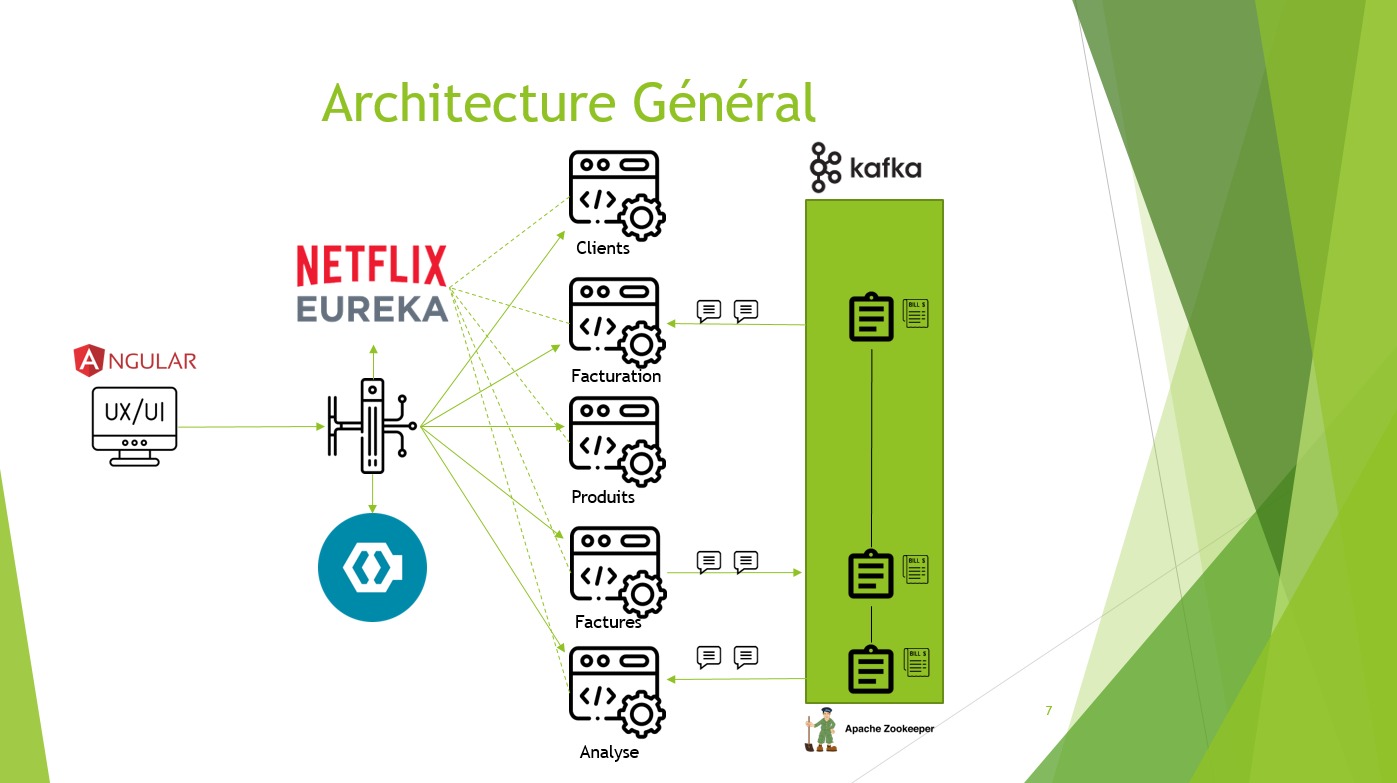 Architecture Général
kafka
Clients
NETFLIX
EUREKA
BILL $
Facturation
ANGULAR
UX/UI
Produits
BILL $
Factures
BILL $
Analyse
Apache Zookeeper
7